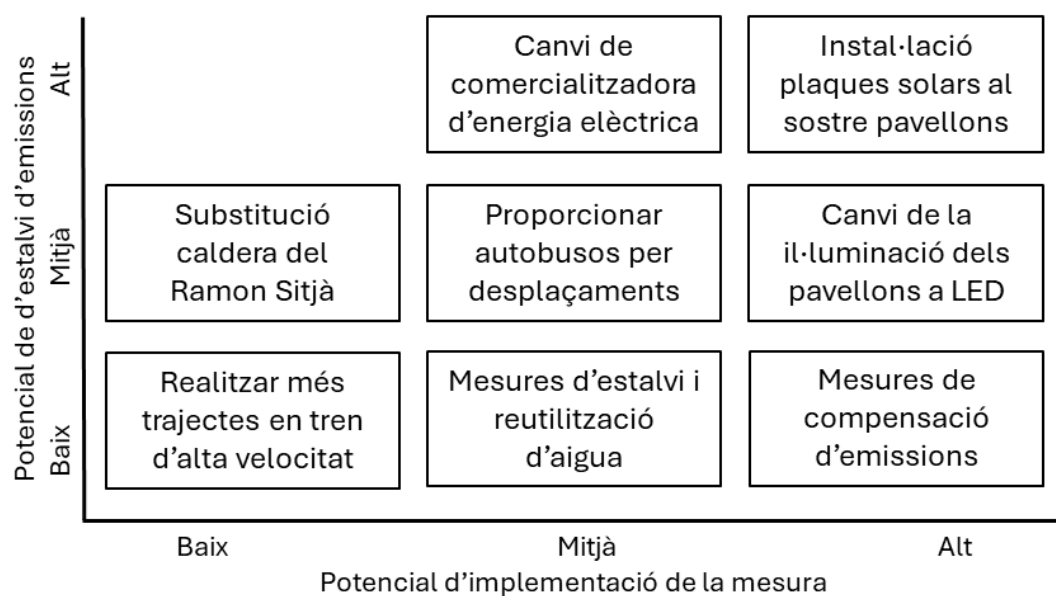 Potencial de d'estalvi d'emissions
Alt
Mitjà
Baix
Canvi de
comercialitzadora
d'energia elèctrica
Instal·lació
plaques solars al
sostre pavellons
Substitució
caldera del
Ramon Sitjà
Proporcionar
autobusos per
desplaçaments
Canvi de la
il·luminació dels
pavellons a LED
Realitzar més
trajectes en tren
d'alta velocitat
Mesures d'estalvi i
reutilització
d'aigua
Mesures de
compensació
d'emissions
Baix
Mitjà
Alt
Potencial d'implementació de la mesura